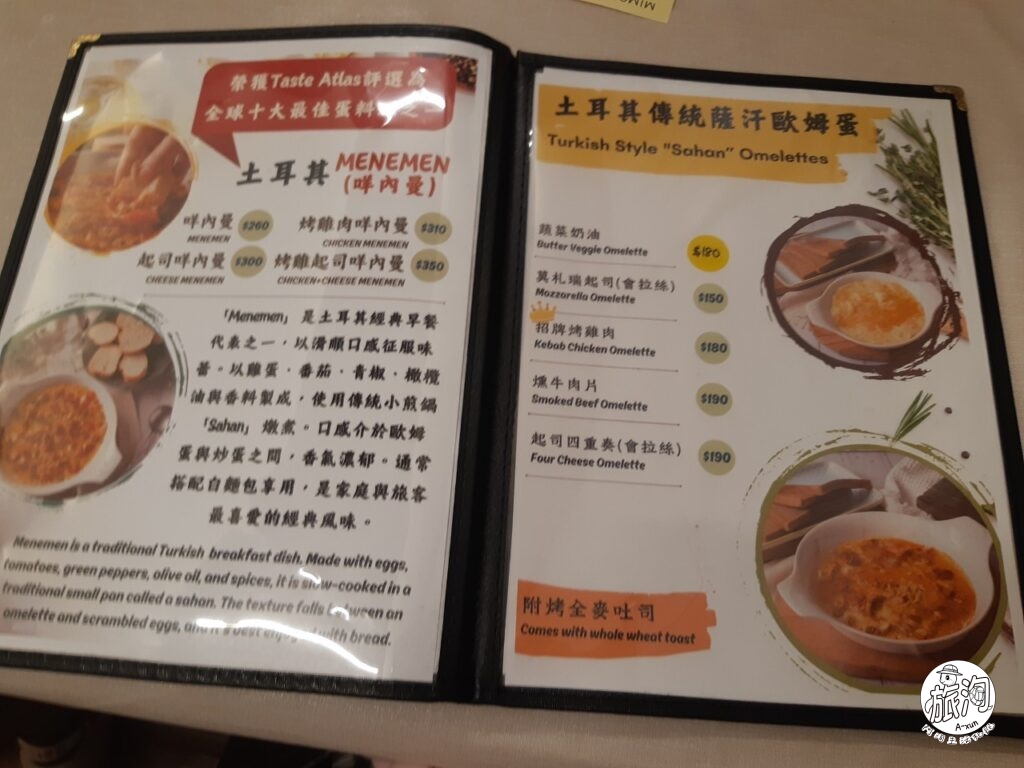 榮獲Taste Atlas評選為
全球十大最佳蛋料理之一
土耳其 MENEMEN
(咩內曼)
咩內曼 $260
MENEMEN
烤雞肉咩內曼 $310
CHICKEN MENEMEN
起司咩內曼 $300
CHEESE MENEMEN
烤雞起司咩內曼 $350
CHICKEN+CHEESE MENEMEN
「Menemen」是土耳其經典早餐
代表之一，以滑順口感征服味
蕾。以雞蛋、番茄、青椒、橄欖
油與香料製成，使用傳統小煎鍋
「Sahan」燉煮。口感介於歐姆
蛋與炒蛋之間，香氣濃郁。通常
搭配白麵包享用，是家庭與旅客
最喜愛的經典風味。
Menemen is a traditional Turkish breakfast dish. Made with eggs,
tomatoes, green peppers, olive oil, and spices, it is slow-cooked in a
traditional small pan called a sahan. The texture falls between an
omelette and scrambled eggs, and it's best enjoyed with bread.
土耳其傳統薩汗歐姆蛋
Turkish Style "Sahan" Omelettes
蔬菜奶油
Butter Veggie Omelette $180
莫札瑞起司(會拉絲)
Mozzarella Omelette $150
招牌烤雞肉
Kebab Chicken Omelette $180
燻牛肉片
Smoked Beef Omelette $190
起司四重奏(會拉絲)
Four Cheese Omelette $190
附烤全麥吐司
Comes with whole wheat toast
旅淘
A-xun